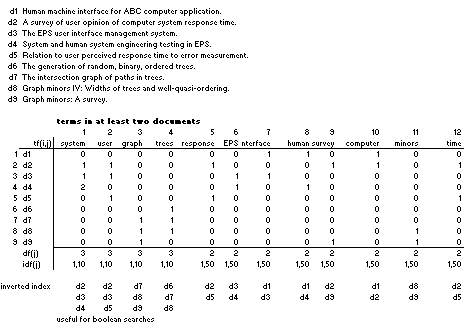 d1 Human machine interface for ABC computer application.
d2 A survey of user opinion of computer system response time.
d3 The EPS user interface management system.
d4 System and human system engineering testing in EPS.
d5 Relation to user perceived response time to error measurement.
d6 The generation of random, binary, ordered trees.
d7 The intersection graph of paths in trees.
d8 Graph minors IV: Widths of trees and well-quasi-ordering.
d9 Graph minors: A survey.
terms in at least two documents
1 2 3 4 5 6 7 8 9 10 11 12
tf(i,j) system user graph trees response EPS nterface human survey computer minors time
1 d1 0 0 0 0 0 0 1 1 0 1 0 0
2 d2 1 1 0 0 1 0 0 0 1 1 0 1
3 d3 1 1 0 0 0 1 1 0 0 0 0 0
4 d4 2 0 0 0 0 1 0 1 0 0 0 0
5 d5 0 1 0 0 1 0 0 0 0 0 0 1
6 d6 0 0 0 1 0 0 0 0 0 0 0 0
7 d7 0 0 1 1 0 0 0 0 0 0 0 0
8 d8 0 0 1 1 0 0 0 0 0 0 1 0
9 d9 0 0 1 0 0 0 0 0 1 0 1 0
df(j) 3 3 3 3 2 2 2 2 2 2 2 2
idf(j) 1,10 1,10 1,10 1,10 1,50 1,50 1,50 1,50 1,50 1,50 1,50 1,50
inverted index d2 d2 d7 d6 d2 d3 d1 d1 d2 d1 d8 d2
d3 d3 d8 d7 d5 d4 d3 d4 d9 d2 d9 d5
d4 d5 d9 d8
useful for boolean searches